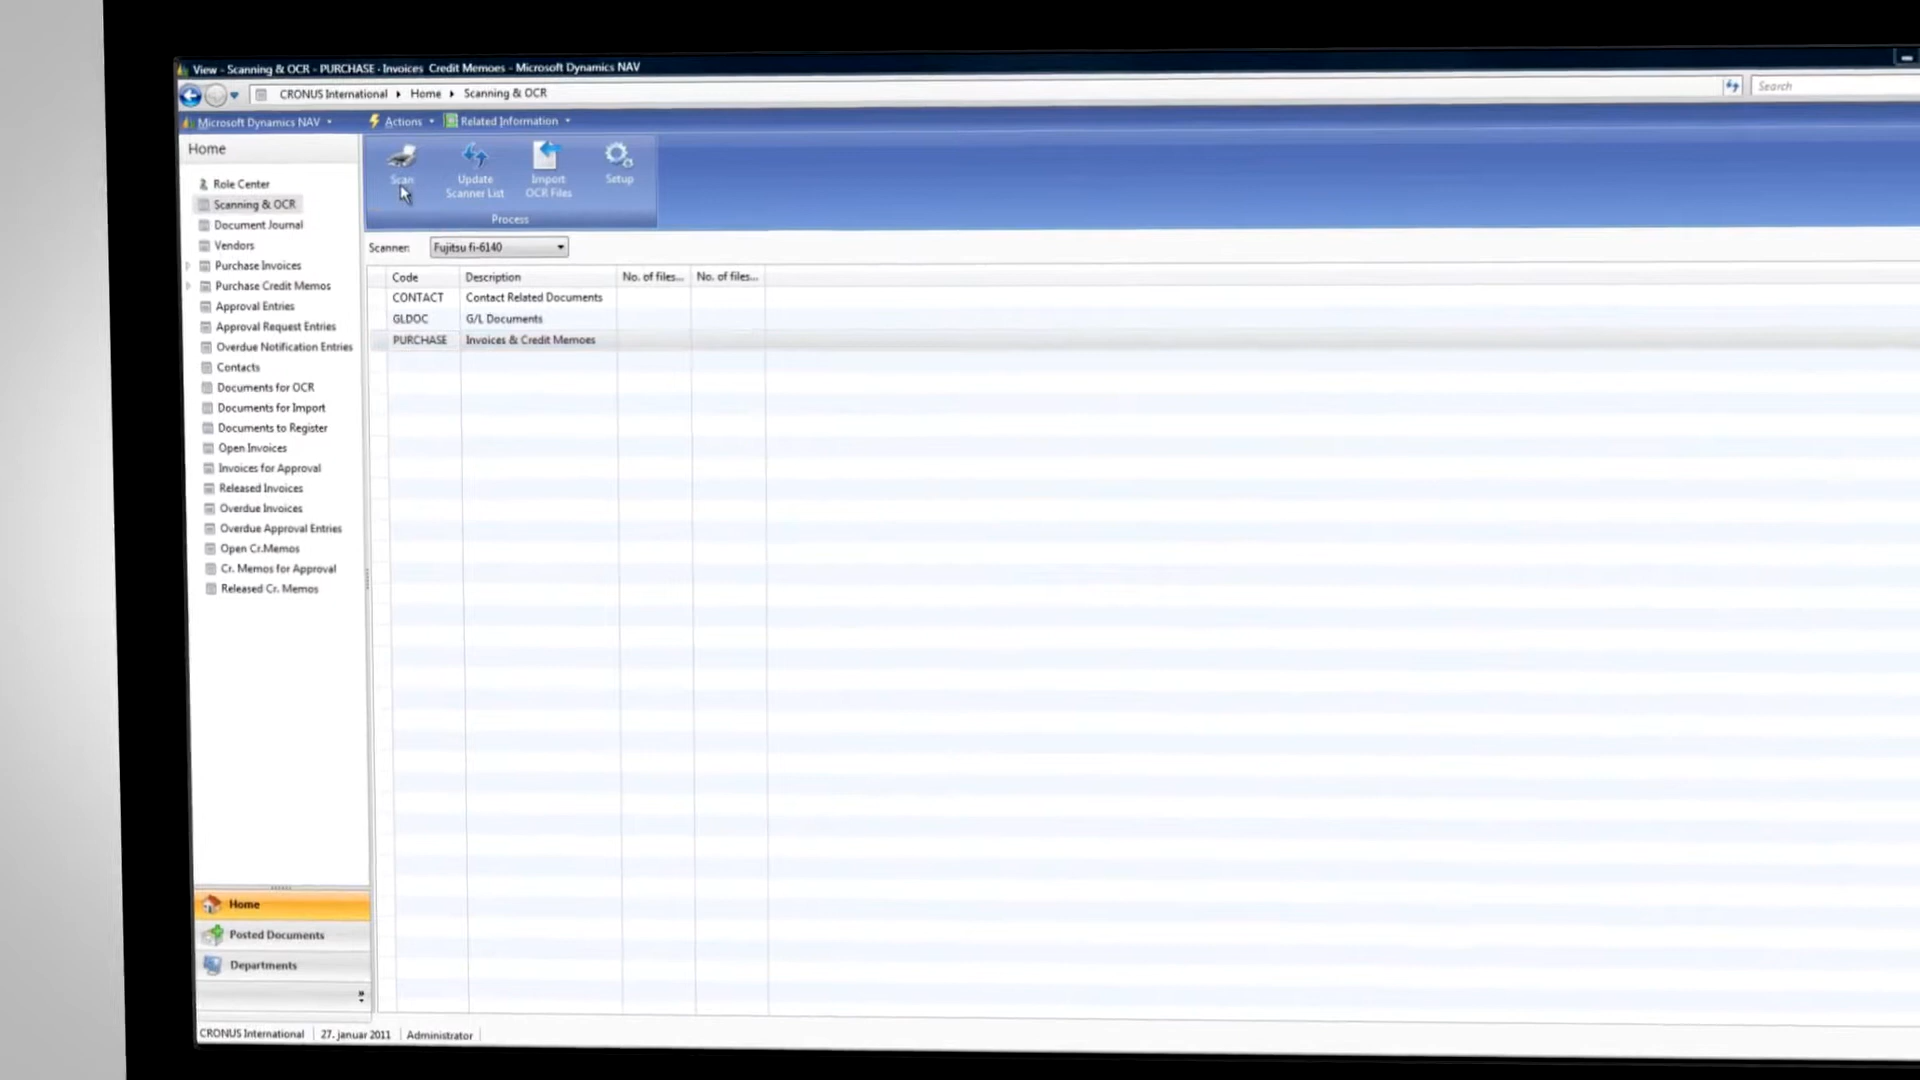 View - Scanning & OCR - PURCHASE · Invoices  Credit Memoes - Microsoft Dynamics NAV
CRONUS International ▸ Home ▸ Scanning & OCR
Search
Microsoft Dynamics NAV
Actions
Related Information
Home
Scan
Update Scanner List
Import OCR Files
Setup
Process
Role Center
Scanning & OCR
Document Journal
Vendors
Purchase Invoices
Purchase Credit Memos
Approval Entries
Approval Request Entries
Overdue Notification Entries
Contacts
Documents for OCR
Documents for Import
Documents to Register
Open Invoices
Invoices for Approval
Released Invoices
Overdue Invoices
Overdue Approval Entries
Open Cr.Memos
Cr. Memos for Approval
Released Cr. Memos
Scanner: Fujitsu fi-6140
Code Description No. of files... No. of files...
CONTACT Contact Related Documents
GLDOC G/L Documents
PURCHASE Invoices & Credit Memoes
Home
Posted Documents
Departments
CRONUS International 27. januar 2011 Administrator